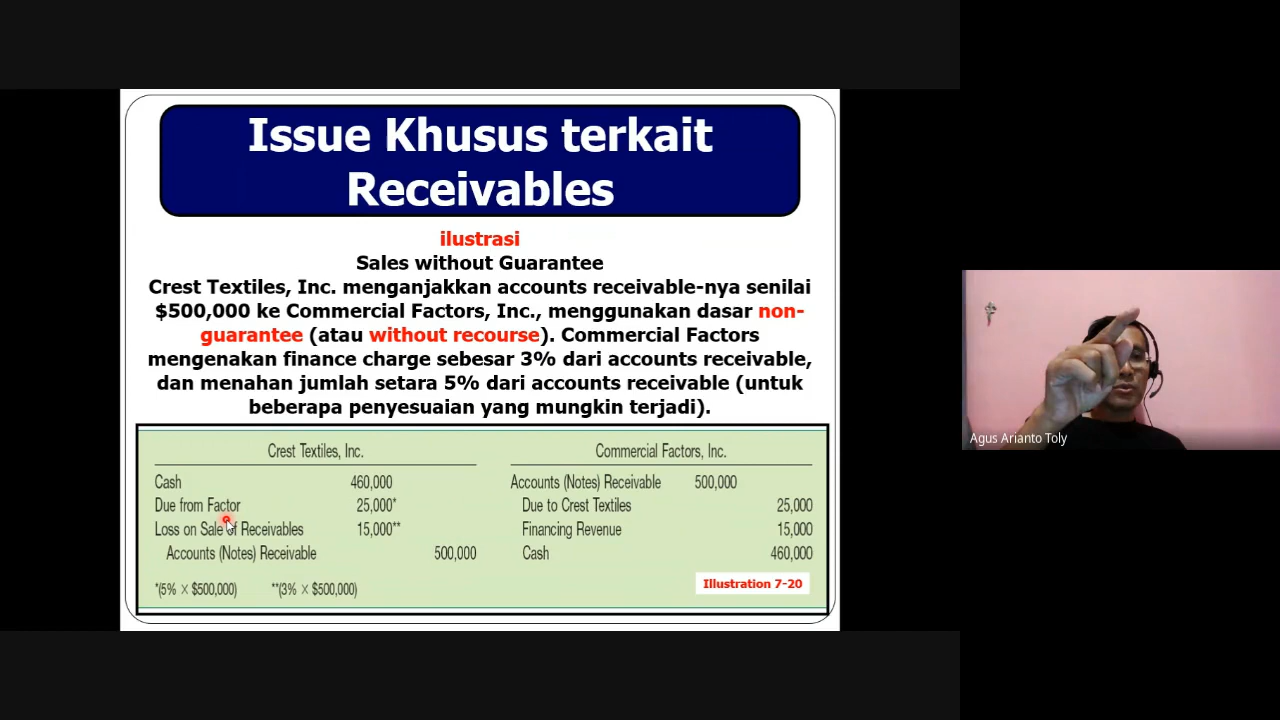 Issue Khusus terkait
Receivables
ilustrasi
Sales without Guarantee
Crest Textiles, Inc. menganjakkan accounts receivable-nya senilai
$500,000 ke Commercial Factors, Inc., menggunakan dasar non-
guarantee (atau without recourse). Commercial Factors
mengenakan finance charge sebesar 3% dari accounts receivable,
dan menahan jumlah setara 5% dari accounts receivable (untuk
beberapa penyesuaian yang mungkin terjadi).
Crest Textiles, Inc.
Cash 460,000
Due from Factor 25,000*
Loss on Sale of Receivables 15,000**
Accounts (Notes) Receivable 500,000
*(5% × $500,000) **(3% × $500,000)
Commercial Factors, Inc.
Accounts (Notes) Receivable 500,000
Due to Crest Textiles 25,000
Financing Revenue 15,000
Cash 460,000
Illustration 7-20
Agus Arianto Toly